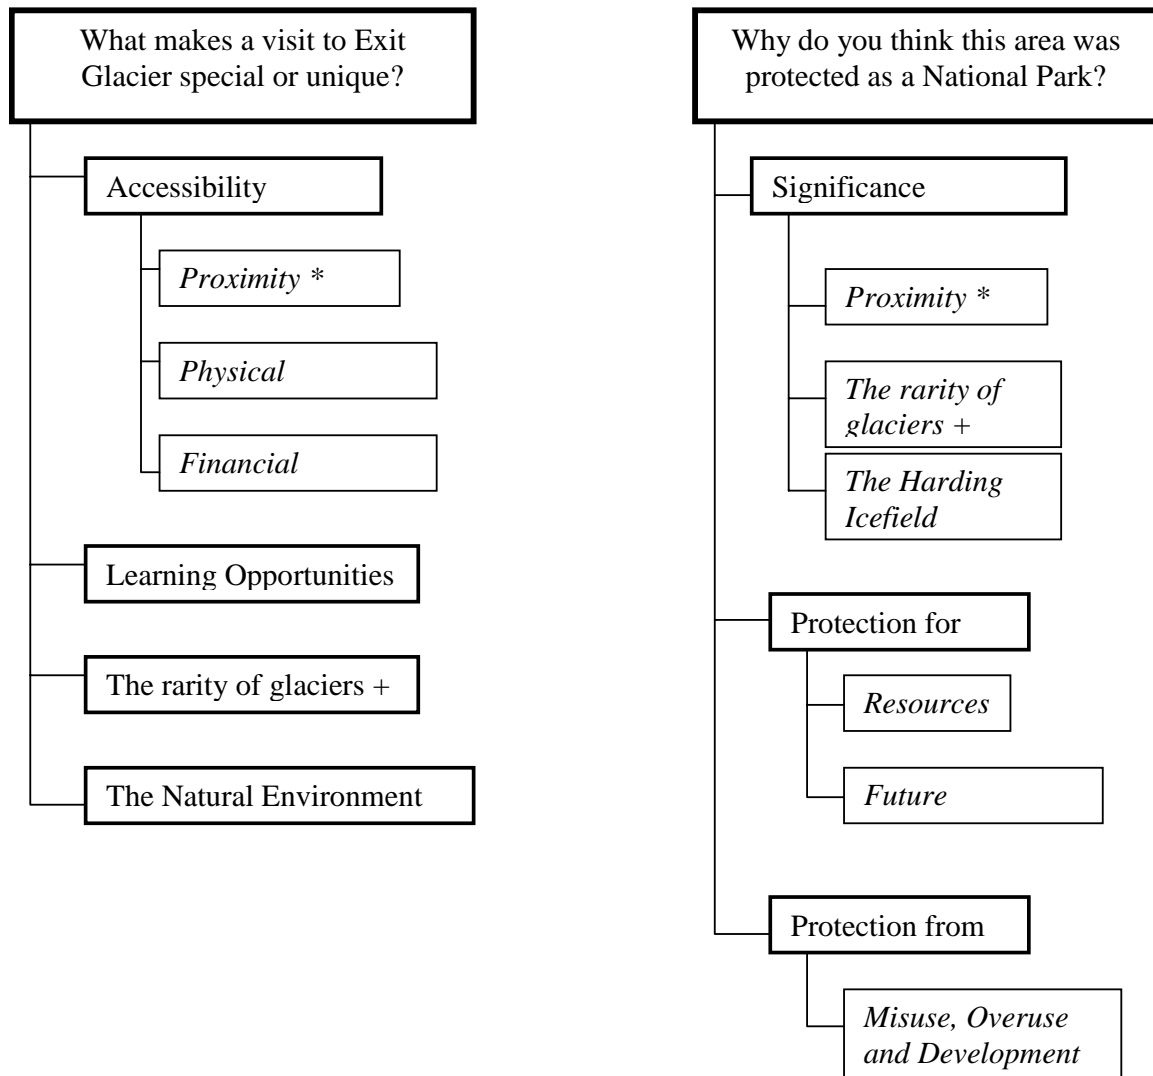 What makes a visit to Exit
Glacier special or unique?
Accessibility
Proximity *
Physical
Financial
Learning Opportunities
The rarity of glaciers +
The Natural Environment
Why do you think this area was
protected as a National Park?
Significance
Proximity *
The rarity of
glaciers +
The Harding
Icefield
Protection for
Resources
Future
Protection from
Misuse, Overuse
and Development